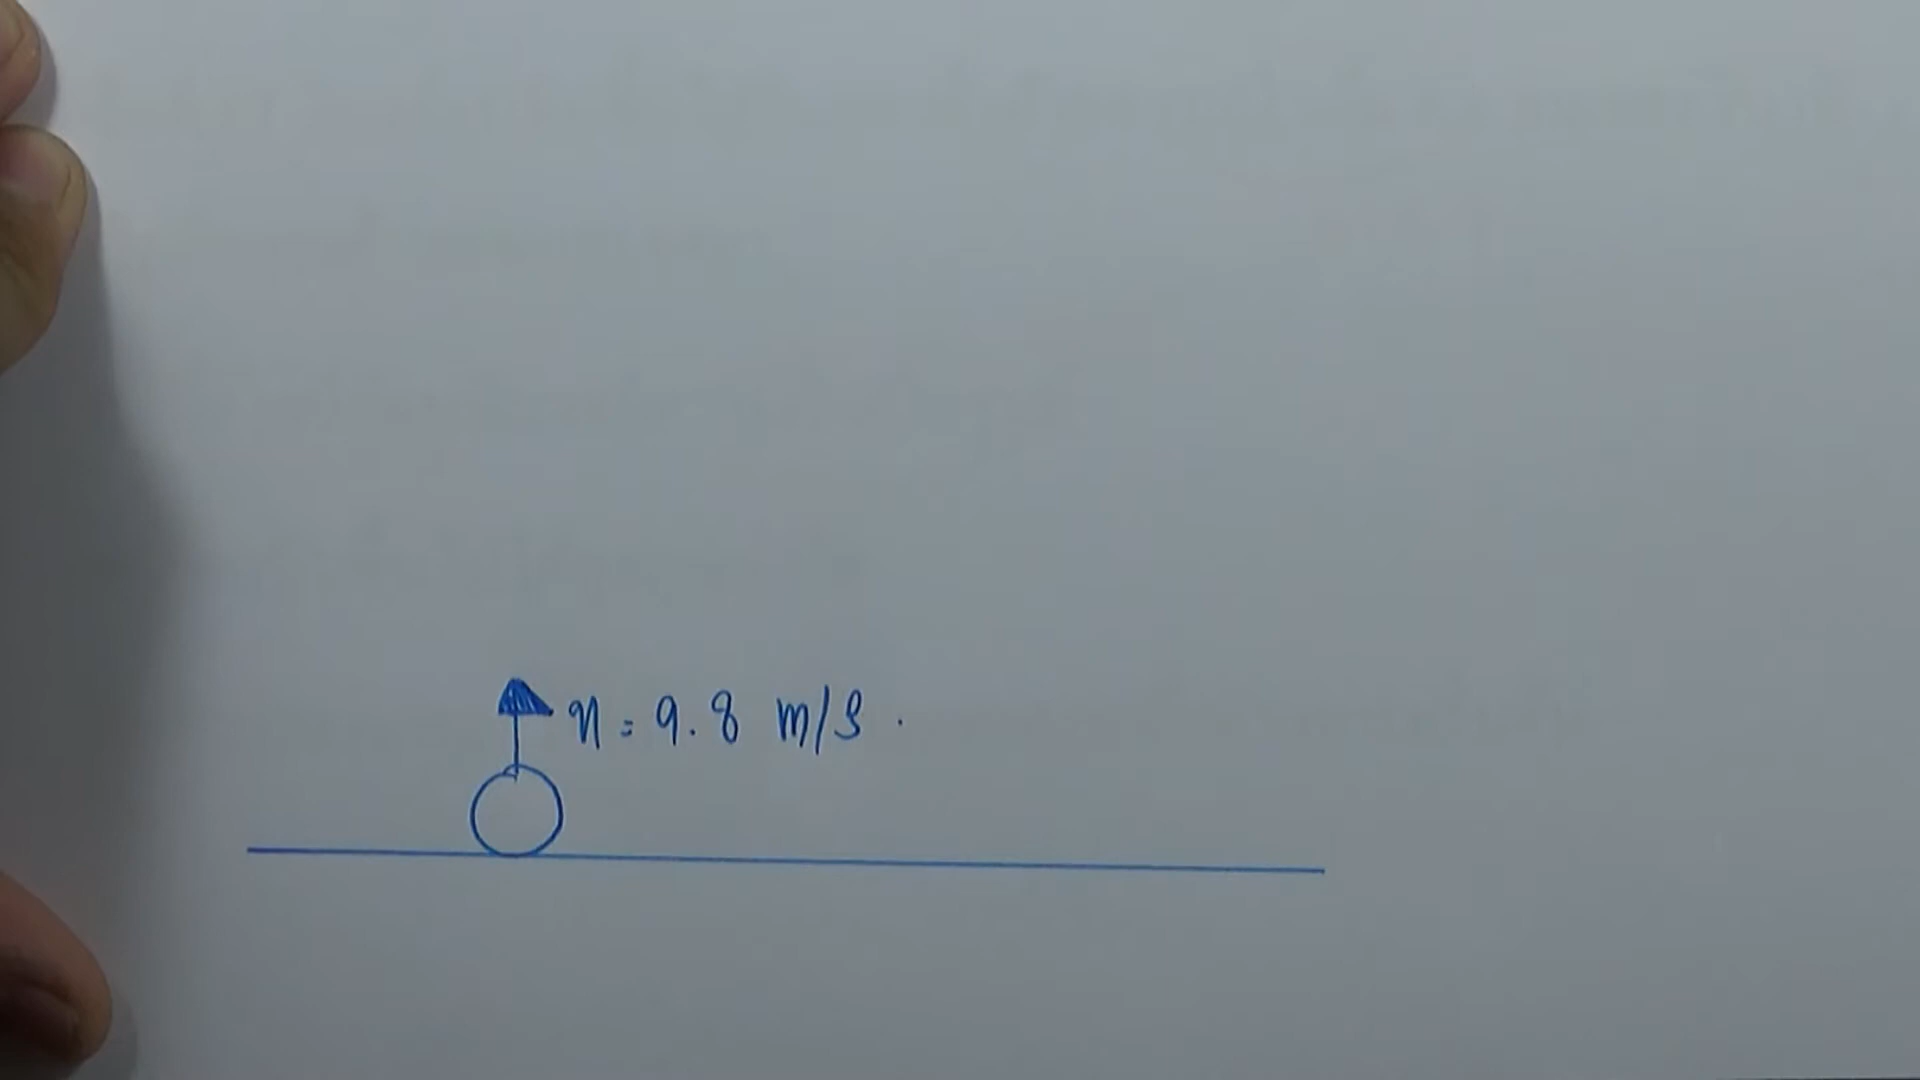 u = 9.8 m/s.